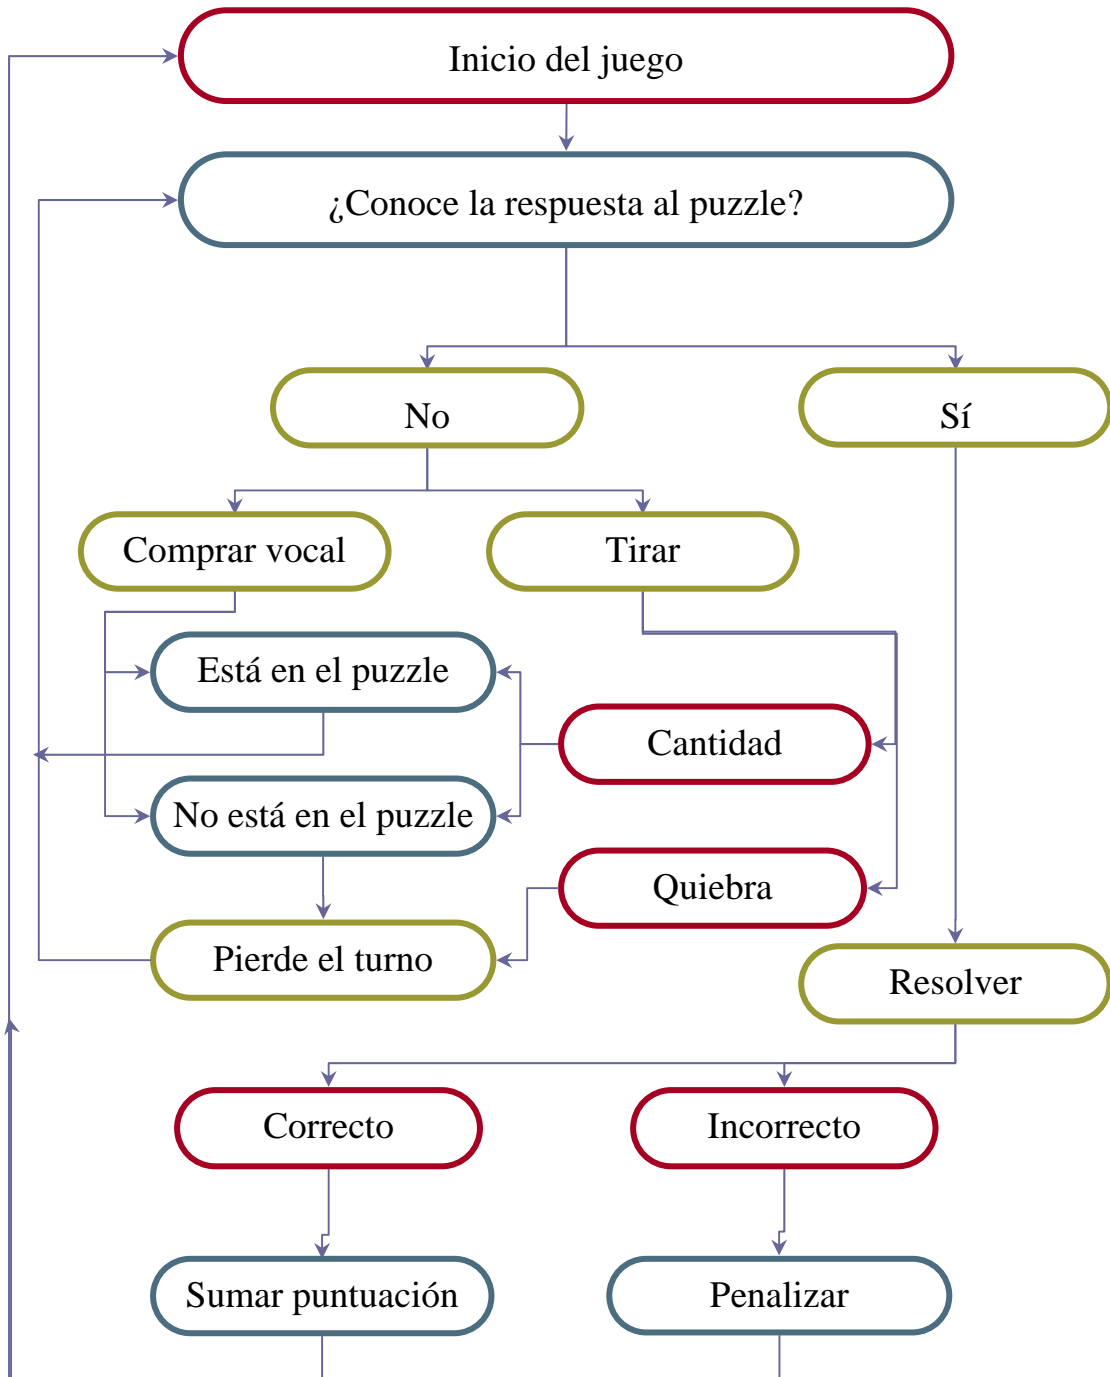 Inicio del juego
¿Conoce la respuesta al puzzle?
No
Sí
Comprar vocal
Tirar
Está en el puzzle
Cantidad
No está en el puzzle
Quiebra
Pierde el turno
Resolver
Correcto
Incorrecto
Sumar puntuación
Penalizar